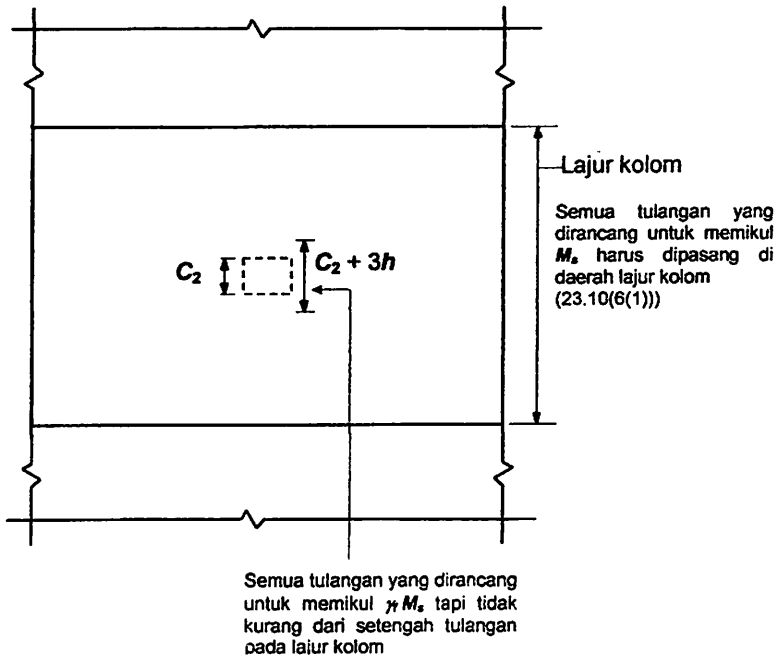 Lajur kolom
Semua tulangan yang
dirancang untuk memikul
Mₛ harus dipasang di
daerah lajur kolom
(23.10(6(1)))
C₂
C₂ + 3h
Semua tulangan yang dirancang
untuk memikul γf Mₛ tapi tidak
kurang dari setengah tulangan
pada lajur kolom